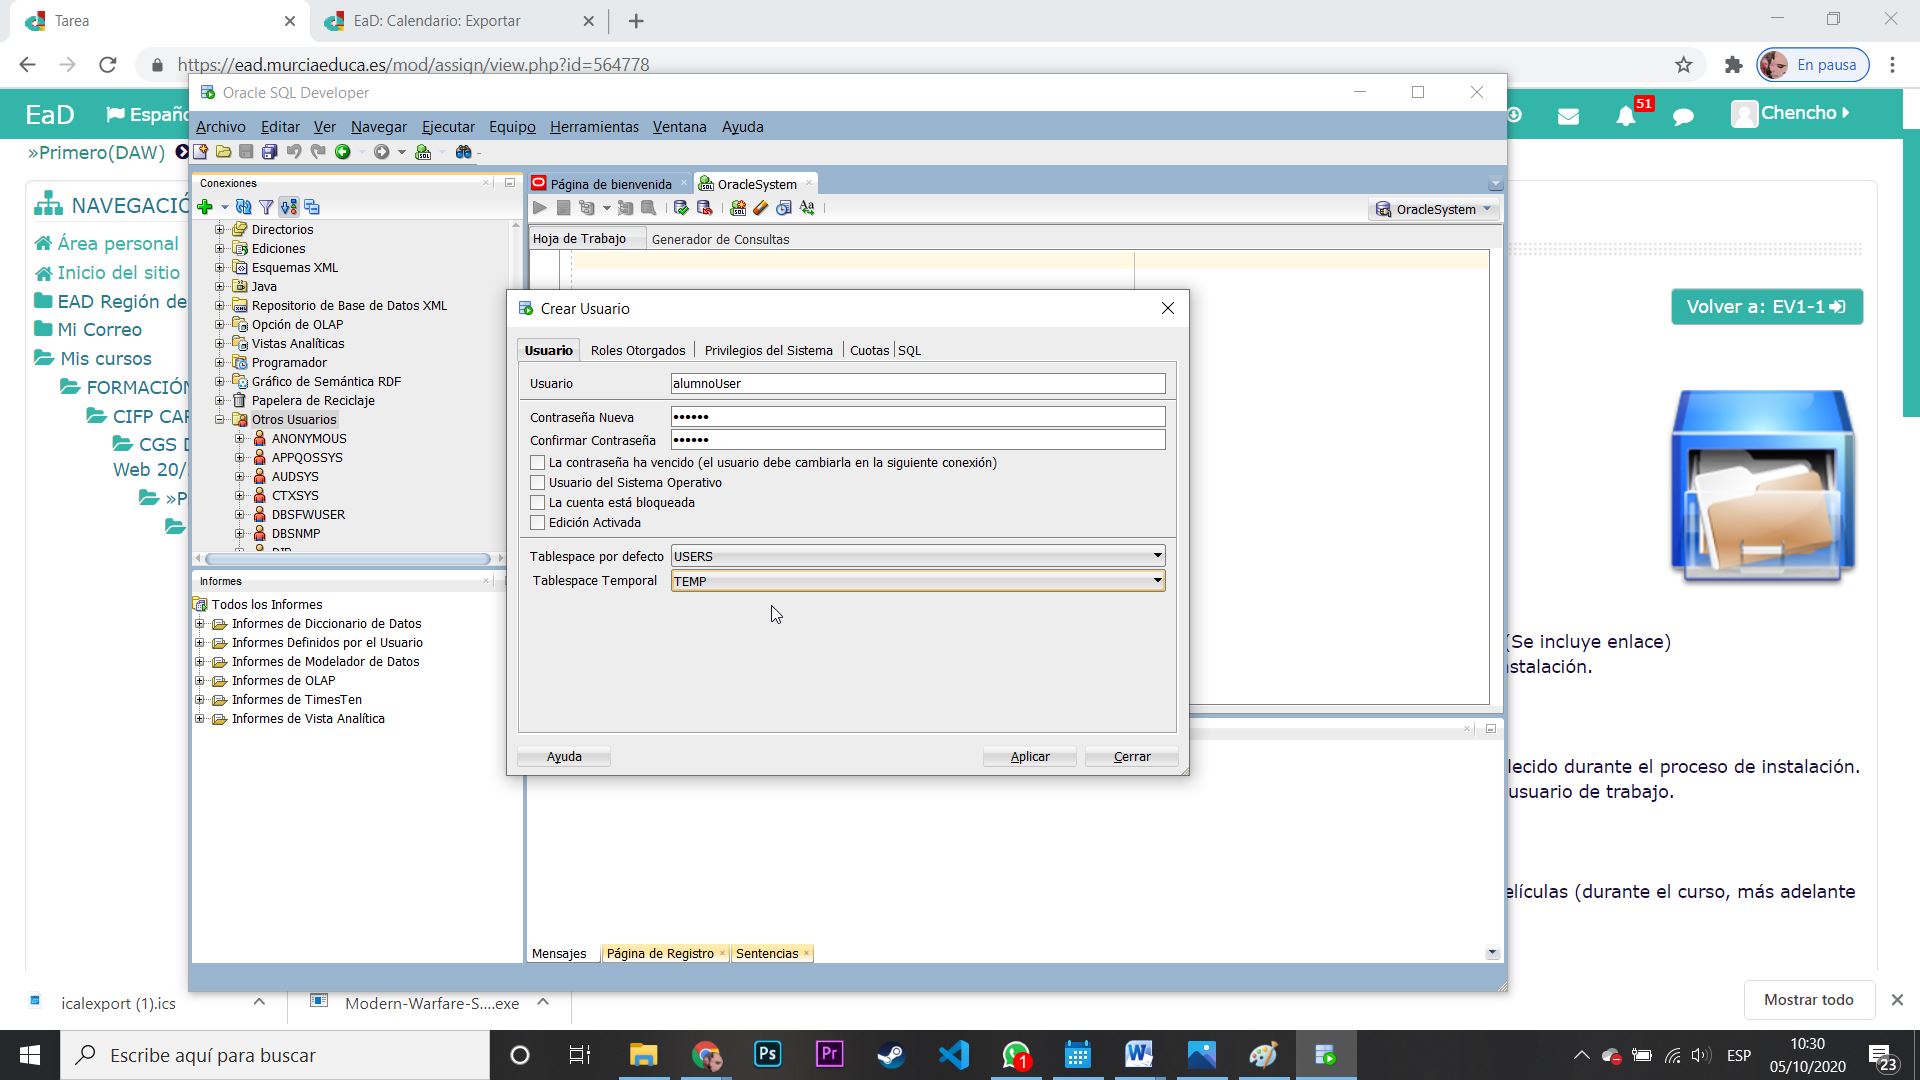 Tarea
EaD: Calendario: Exportar
https://ead.murciaeduca.es/mod/assign/view.php?id=564778
En pausa
EaD
Españo
51
Chencho
»Primero(DAW)
Oracle SQL Developer
Archivo Editar Ver Navegar Ejecutar Equipo Herramientas Ventana Ayuda
NAVEGACIÓ
Área personal
Inicio del sitio
EAD Región de
Mi Correo
Mis cursos
FORMACIÓN
CIFP CAR
CGS D
Web 20/
»P
Conexiones
Directorios
Ediciones
Esquemas XML
Java
Repositorio de Base de Datos XML
Opción de OLAP
Vistas Analíticas
Programador
Gráfico de Semántica RDF
Papelera de Reciclaje
Otros Usuarios
ANONYMOUS
APPQOSSYS
AUDSYS
CTXSYS
DBSFWUSER
DBSNMP
Informes
Todos los Informes
Informes de Diccionario de Datos
Informes Definidos por el Usuario
Informes de Modelador de Datos
Informes de OLAP
Informes de TimesTen
Informes de Vista Analítica
Página de bienvenida
OracleSystem
OracleSystem
Hoja de Trabajo
Generador de Consultas
Crear Usuario
Usuario Roles Otorgados Privilegios del Sistema Cuotas SQL
Usuario alumnoUser
Contraseña Nueva ••••••
Confirmar Contraseña ••••••
La contraseña ha vencido (el usuario debe cambiarla en la siguiente conexión)
Usuario del Sistema Operativo
La cuenta está bloqueada
Edición Activada
Tablespace por defecto USERS
Tablespace Temporal TEMP
Ayuda
Aplicar
Cerrar
Mensajes
Página de Registro
Sentencias
Volver a: EV1-1
(Se incluye enlace)
stalación.
lecido durante el proceso de instalación.
usuario de trabajo.
elículas (durante el curso, más adelante
icalexport (1).ics
Modern-Warfare-S....exe
Mostrar todo
Escribe aquí para buscar
Ps
Pr
1
ESP
10:30
05/10/2020
23